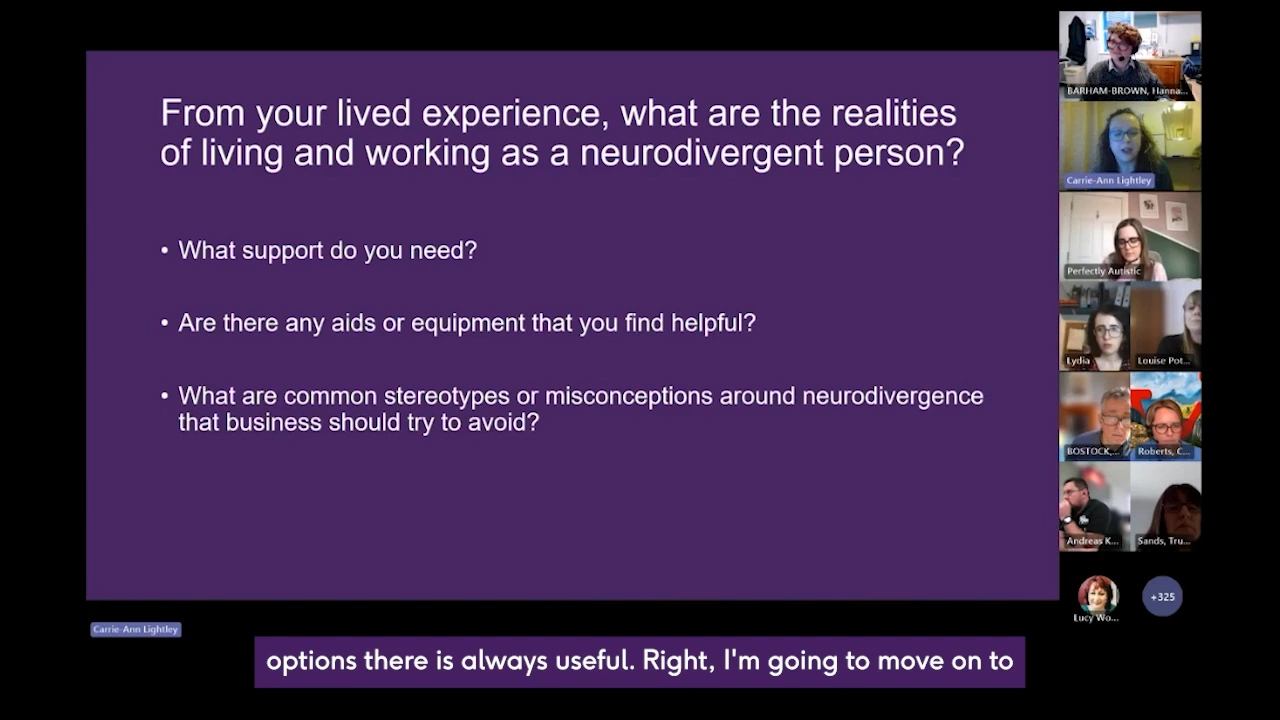 From your lived experience, what are the realities
of living and working as a neurodivergent person?
• What support do you need?
• Are there any aids or equipment that you find helpful?
• What are common stereotypes or misconceptions around neurodivergence
that business should try to avoid?
BARHAM-BROWN, Hanna...
Carrie-Ann Lightley
Perfectly Autistic
Lydia
Louise Pot...
BOSTOCK,...
Roberts, C...
Andreas K...
Sands, Tru...
Lucy Wo...
+325
Carrie-Ann Lightley
options there is always useful. Right, I'm going to move on to